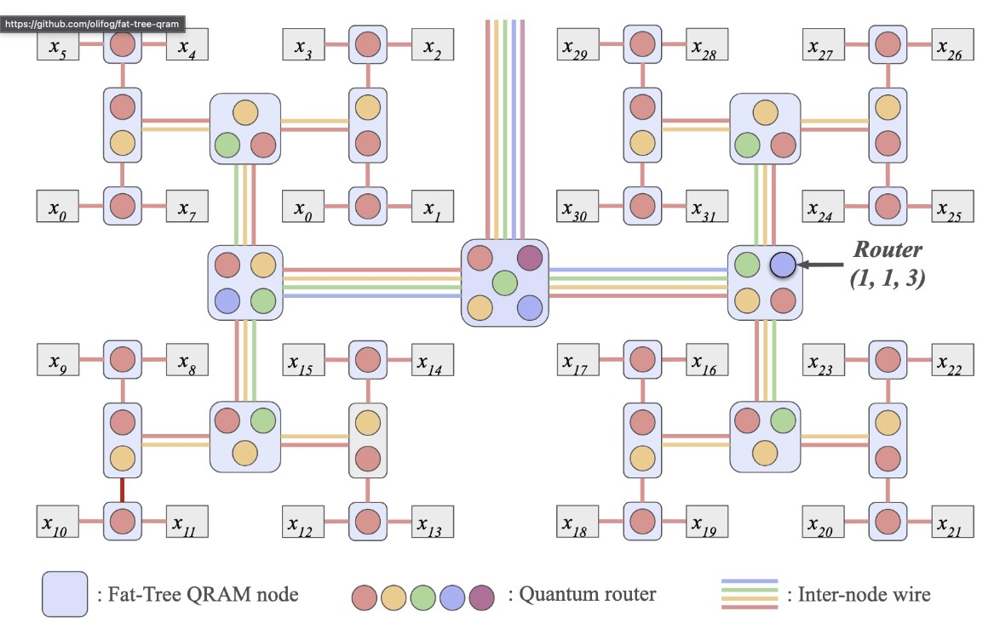 https://github.com/olifog/fat-tree-qram
x5 x4 x3 x2 x29 x28 x27 x26
x0 x7 x0 x1 x30 x31 x24 x25
Router
(1, 1, 3)
x9 x8 x15 x14 x17 x16 x23 x22
x10 x11 x12 x13 x18 x19 x20 x21
: Fat-Tree QRAM node : Quantum router : Inter-node wire